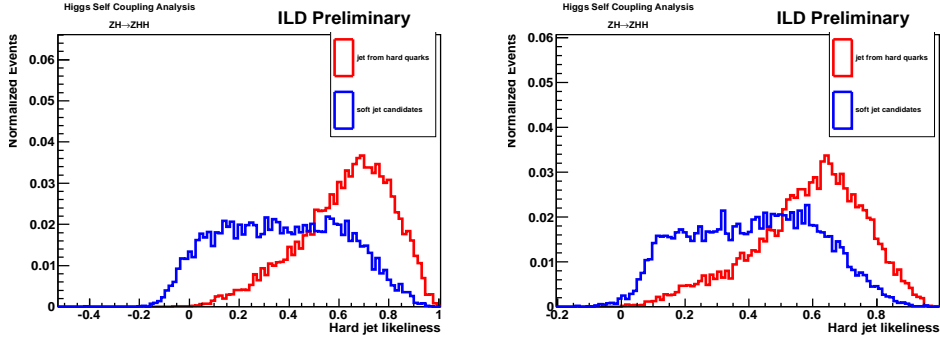 Higgs Self Coupling Analysis
ZH→ZHH
ILD Preliminary
jet from hard quarks
soft jet candidates
Normalized Events
0.06
0.05
0.04
0.03
0.02
0.01
0
-0.4
-0.2
0
0.2
0.4
0.6
0.8
1
Hard jet likeliness
Higgs Self Coupling Analysis
ZH→ZHH
ILD Preliminary
jet from hard quarks
soft jet candidates
Normalized Events
0.06
0.05
0.04
0.03
0.02
0.01
0
-0.2
0
0.2
0.4
0.6
0.8
Hard jet likeliness